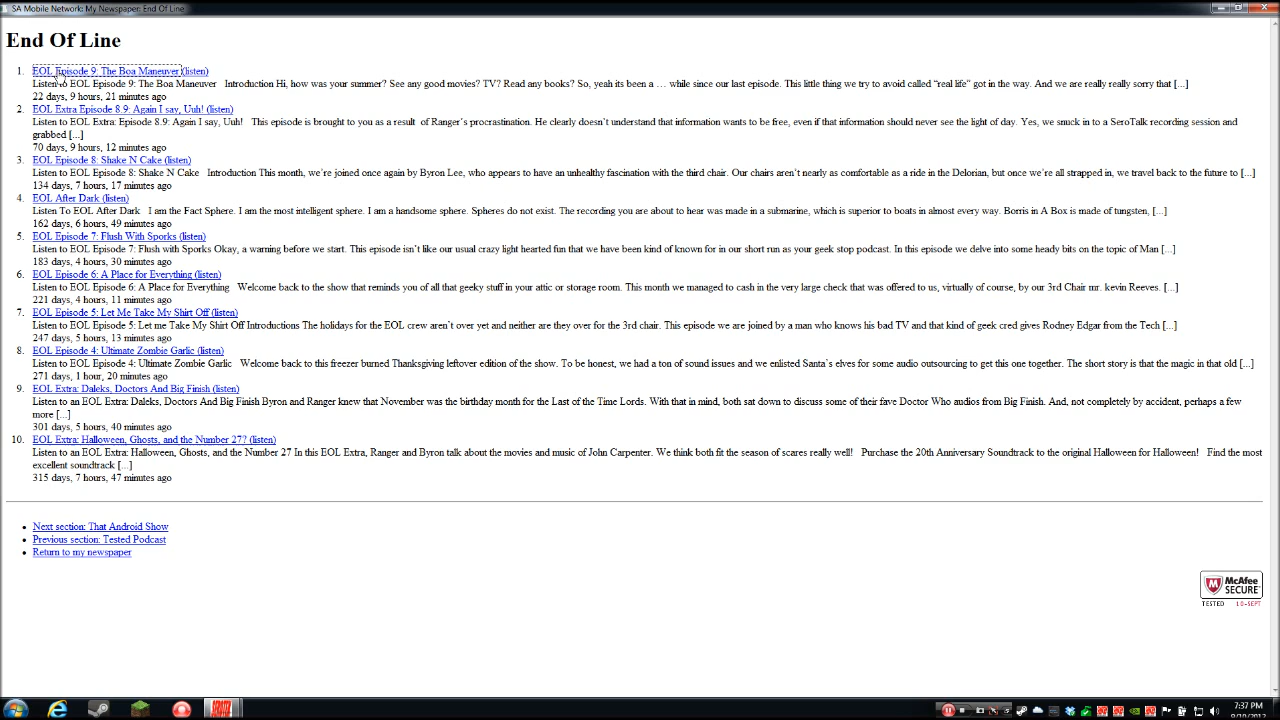 SA Mobile Network: My Newspaper: End Of Line
End Of Line
1. EOL Episode 9: The Boa Maneuver (listen)
Listen to EOL Episode 9: The Boa Maneuver Introduction Hi, how was your summer? See any good movies? TV? Read any books? So, yeah its been a … while since our last episode. This little thing we try to avoid called “real life” got in the way. And we are really really sorry that [...]
22 days, 9 hours, 21 minutes ago
2. EOL Extra Episode 8.9: Again I say, Uuh! (listen)
Listen to EOL Extra: Episode 8.9: Again I say, Uuh! This episode is brought to you as a result of Ranger’s procrastination. He clearly doesn’t understand that information wants to be free, even if that information should never see the light of day. Yes, we snuck in to a SeroTalk recording session and
grabbed [...]
70 days, 9 hours, 12 minutes ago
3. EOL Episode 8: Shake N Cake (listen)
Listen to EOL Episode 8: Shake N Cake Introduction This month, we’re joined once again by Byron Lee, who appears to have an unhealthy fascination with the third chair. Our chairs aren’t nearly as comfortable as a ride in the Delorian, but once we’re all strapped in, we travel back to the future to [...]
134 days, 7 hours, 17 minutes ago
4. EOL After Dark (listen)
Listen To EOL After Dark I am the Fact Sphere. I am the most intelligent sphere. I am a handsome sphere. Spheres do not exist. The recording you are about to hear was made in a submarine, which is superior to boats in almost every way. Borris in A Box is made of tungsten, [...]
162 days, 6 hours, 49 minutes ago
5. EOL Episode 7: Flush With Sporks (listen)
Listen to EOL Episode 7: Flush with Sporks Okay, a warning before we start. This episode isn’t like our usual crazy light hearted fun that we have been kind of known for in our short run as your geek stop podcast. In this episode we delve into some heady bits on the topic of Man [...]
183 days, 4 hours, 30 minutes ago
6. EOL Episode 6: A Place for Everything (listen)
Listen to EOL Episode 6: A Place for Everything Welcome back to the show that reminds you of all that geeky stuff in your attic or storage room. This month we managed to cash in the very large check that was offered to us, virtually of course, by our 3rd Chair mr. kevin Reeves. [...]
221 days, 4 hours, 11 minutes ago
7. EOL Episode 5: Let Me Take My Shirt Off (listen)
Listen to EOL Episode 5: Let me Take My Shirt Off Introductions The holidays for the EOL crew aren’t over yet and neither are they over for the 3rd chair. This episode we are joined by a man who knows his bad TV and that kind of geek cred gives Rodney Edgar from the Tech [...]
247 days, 5 hours, 13 minutes ago
8. EOL Episode 4: Ultimate Zombie Garlic (listen)
Listen to EOL Episode 4: Ultimate Zombie Garlic Welcome back to this freezer burned Thanksgiving leftover edition of the show. To be honest, we had a ton of sound issues and we enlisted Santa’s elves for some audio outsourcing to get this one together. The short story is that the magic in that old [...]
271 days, 1 hour, 20 minutes ago
9. EOL Extra: Daleks, Doctors And Big Finish (listen)
Listen to an EOL Extra: Daleks, Doctors And Big Finish Byron and Ranger knew that November was the birthday month for the Last of the Time Lords. With that in mind, both sat down to discuss some of their fave Doctor Who audios from Big Finish. And, not completely by accident, perhaps a few
more [...]
301 days, 5 hours, 40 minutes ago
10. EOL Extra: Halloween, Ghosts, and the Number 27? (listen)
Listen to an EOL Extra: Halloween, Ghosts, and the Number 27 In this EOL Extra, Ranger and Byron talk about the movies and music of John Carpenter. We think both fit the season of scares really well! Purchase the 20th Anniversary Soundtrack to the original Halloween for Halloween! Find the most
excellent soundtrack [...]
315 days, 7 hours, 47 minutes ago
Next section: That Android Show
Previous section: Tested Podcast
Return to my newspaper
McAfee
SECURE
TESTED 10-SEPT
7:37 PM